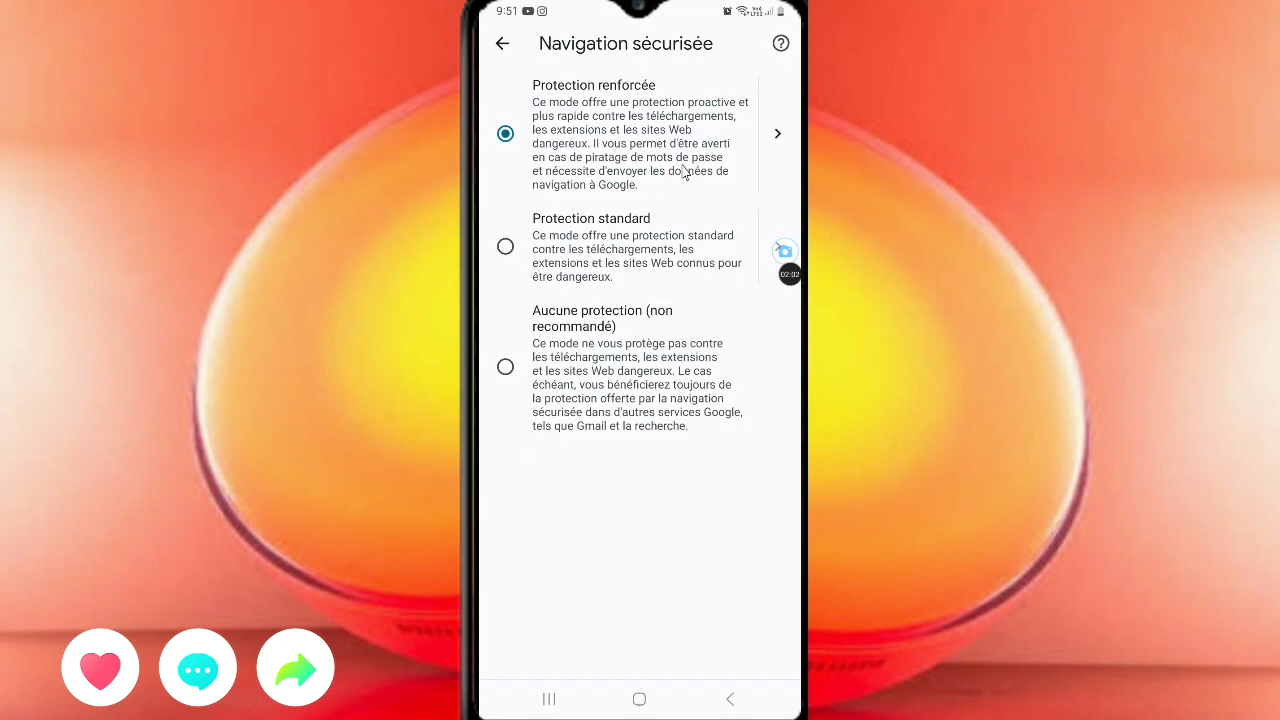 9:51
Navigation sécurisée
Protection renforcée
Ce mode offre une protection proactive et
plus rapide contre les téléchargements,
les extensions et les sites Web
dangereux. Il vous permet d'être averti
en cas de piratage de mots de passe
et nécessite d'envoyer les données de
navigation à Google.
Protection standard
Ce mode offre une protection standard
contre les téléchargements, les
extensions et les sites Web connus pour
être dangereux.
02:02
Aucune protection (non
recommandé)
Ce mode ne vous protège pas contre
les téléchargements, les extensions
et les sites Web dangereux. Le cas
échéant, vous bénéficierez toujours de
la protection offerte par la navigation
sécurisée dans d'autres services Google,
tels que Gmail et la recherche.